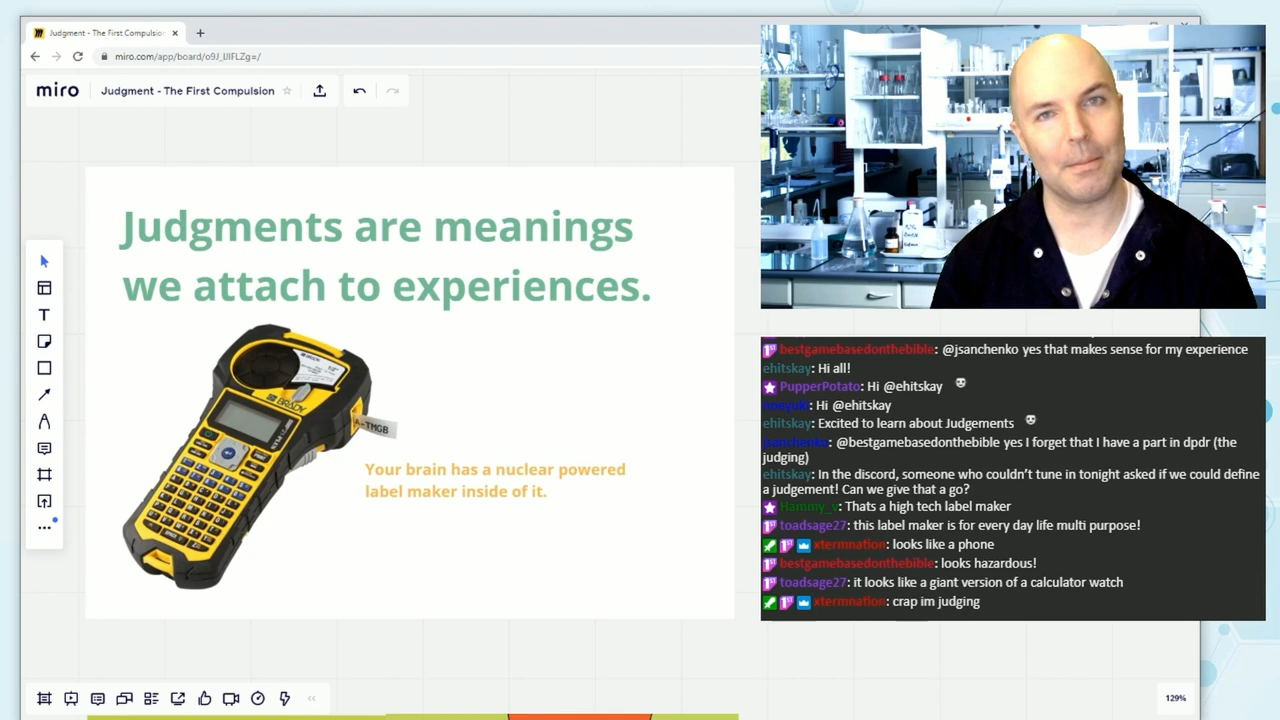 Judgment - The First Compulsion
miro.com/app/board/o9J_lJIFLZg=/
miro
Judgment - The First Compulsion
Judgments are meanings
we attach to experiences.
BRADY
Your brain has a nuclear powered
label maker inside of it.
129%
bestgamebasedonthebible: @jsanchenko yes that makes sense for my experience
ehitskay: Hi all!
PupperPotato: Hi @ehitskay
noeyuki: Hi @ehitskay
ehitskay: Excited to learn about Judgements
jsanchenko: @bestgamebasedonthebible yes I forget that I have a part in dpdr (the
judging)
ehitskay: In the discord, someone who couldn't tune in tonight asked if we could define
a judgement! Can we give that a go?
Hammy_v: Thats a high tech label maker
toadsage27: this label maker is for every day life multi purpose!
xtermnation: looks like a phone
bestgamebasedonthebible: looks hazardous!
toadsage27: it looks like a giant version of a calculator watch
xtermnation: crap im judging